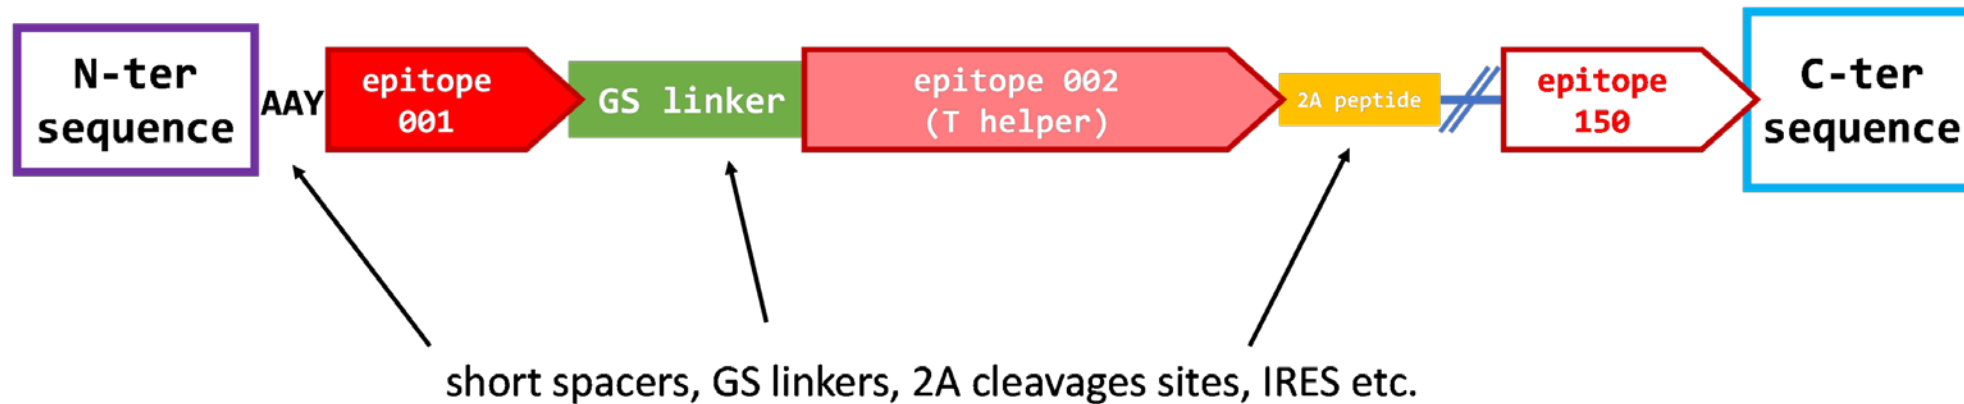 N-ter
sequence
AAY
epitope
001
GS linker
epitope 002
(T helper)
2A peptide
epitope
150
C-ter
sequence
short spacers, GS linkers, 2A cleavages sites, IRES etc.